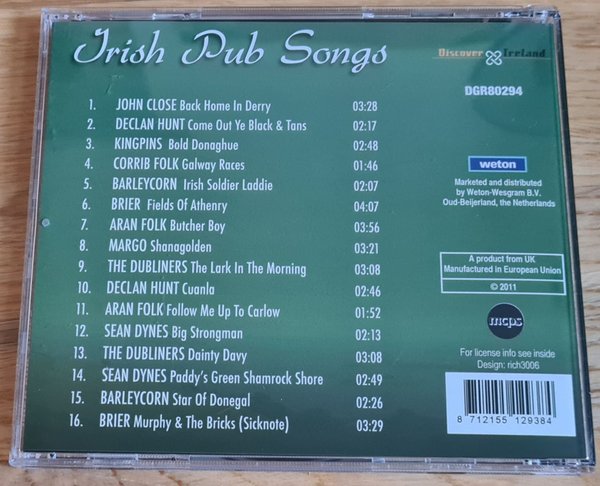 Irish Pub Songs
Discover Ireland
DGR80294
1. JOHN CLOSE Back Home In Derry 03:28
2. DECLAN HUNT Come Out Ye Black & Tans 02:17
3. KINGPINS Bold Donaghue 02:48
4. CORRIB FOLK Galway Races 01:46
5. BARLEYCORN Irish Soldier Laddie 02:07
6. BRIER Fields Of Athenry 04:07
7. ARAN FOLK Butcher Boy 03:56
8. MARGO Shanagolden 03:21
9. THE DUBLINERS The Lark In The Morning 03:08
10. DECLAN HUNT Cuanla 02:46
11. ARAN FOLK Follow Me Up To Carlow 01:52
12. SEAN DYNES Big Strongman 02:13
13. THE DUBLINERS Dainty Davy 03:08
14. SEAN DYNES Paddy's Green Shamrock Shore 02:49
15. BARLEYCORN Star Of Donegal 02:26
16. BRIER Murphy & The Bricks (Sicknote) 03:29
weton
Marketed and distributed
by Weton-Wesgram B.V.
Oud-Beijerland, the Netherlands
A product from UK
Manufactured in European Union
© 2011
mcps
For license info see inside
Design: rich3006
8 712155 129384